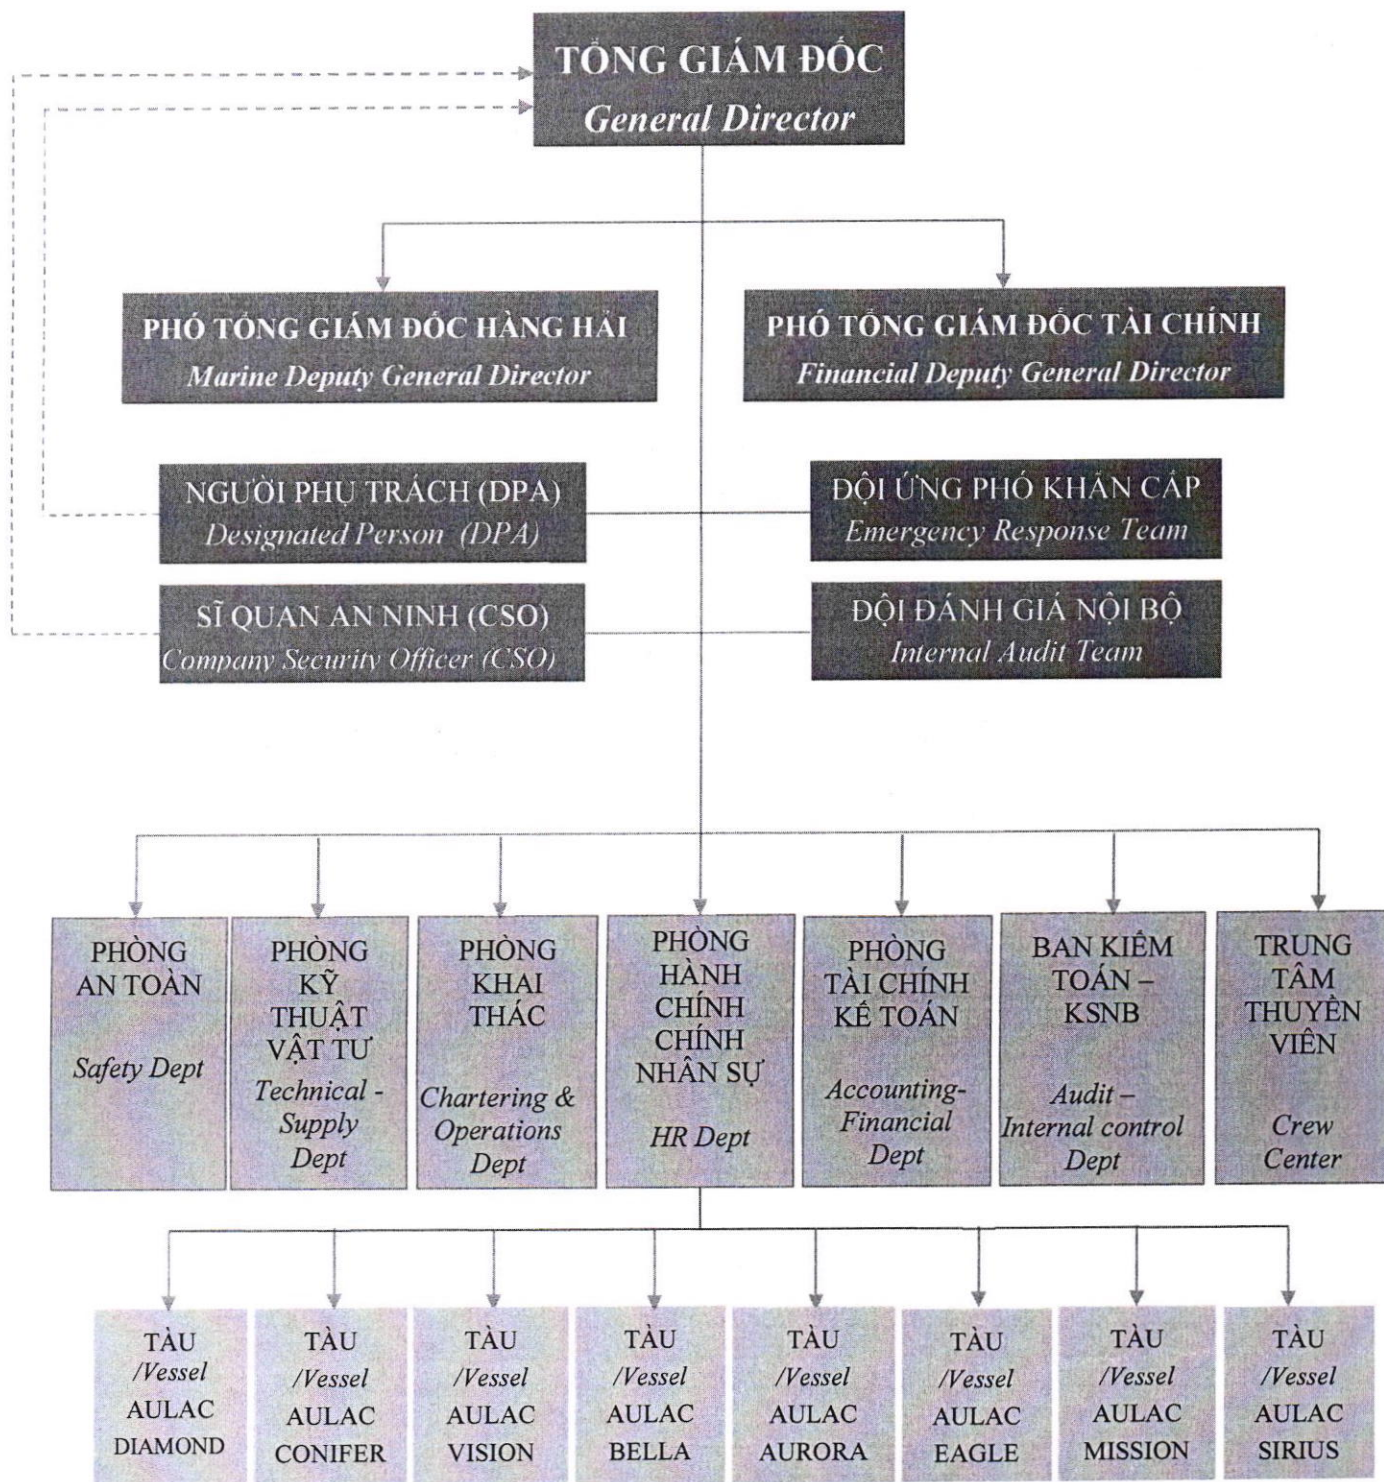 TỔNG GIÁM ĐỐC
General Director
PHÓ TỔNG GIÁM ĐỐC HÀNG HẢI
Marine Deputy General Director
PHÓ TỔNG GIÁM ĐỐC TÀI CHÍNH
Financial Deputy General Director
NGƯỜI PHỤ TRÁCH (DPA)
Designated Person (DPA)
ĐỘI ỨNG PHÓ KHẨN CẤP
Emergency Response Team
SĨ QUAN AN NINH (CSO)
Company Security Officer (CSO)
ĐỘI ĐÁNH GIÁ NỘI BỘ
Internal Audit Team
PHÒNG
AN TOÀN
Safety Dept
PHÒNG
KỸ
THUẬT
VẬT TƯ
Technical -
Supply
Dept
PHÒNG
KHAI
THÁC
Chartering &
Operations
Dept
PHÒNG
HÀNH
CHÍNH
CHÍNH
NHÂN SỰ
HR Dept
PHÒNG
TÀI CHÍNH
KẾ TOÁN
Accounting-
Financial
Dept
BAN KIỂM
TOÁN –
KSNB
Audit –
Internal control
Dept
TRUNG
TÂM
THUYỀN
VIÊN
Crew
Center
TÀU
/Vessel
AULAC
DIAMOND
TÀU
/Vessel
AULAC
CONIFER
TÀU
/Vessel
AULAC
VISION
TÀU
/Vessel
AULAC
BELLA
TÀU
/Vessel
AULAC
AURORA
TÀU
/Vessel
AULAC
EAGLE
TÀU
/Vessel
AULAC
MISSION
TÀU
/Vessel
AULAC
SIRIUS